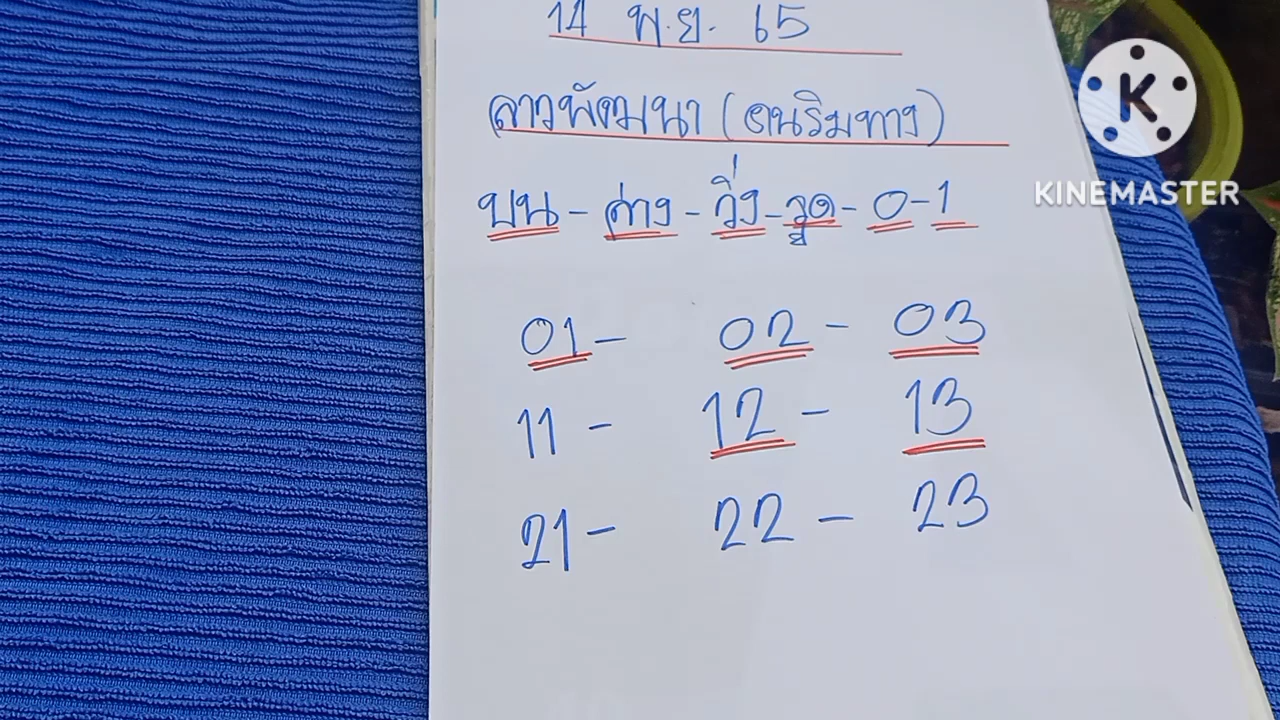 14 พ.ย. 65
ลาวพัฒนา (คนริมทาง)
บน - ล่าง - วิ่ง - รูด - 0 - 1
01 - 02 - 03
11 - 12 - 13
21 - 22 - 23
K
KINEMASTER